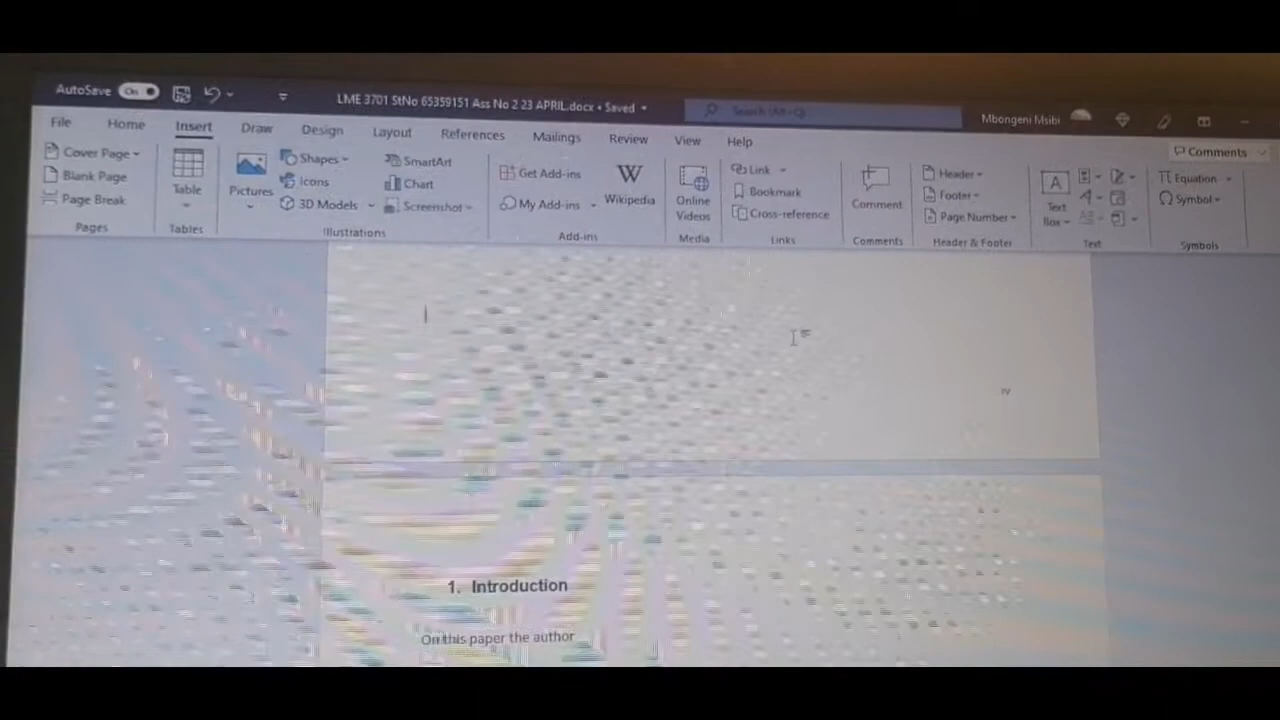 AutoSave On LME 3701 StNo 65359151 Ass No 2 23 APRIL.docx • Saved Search (Alt+Q) Mbongeni Msibi
File Home Insert Draw Design Layout References Mailings Review View Help Comments
Cover Page
Blank Page
Page Break
Pages
Table
Tables
Pictures
Shapes
Icons
3D Models
SmartArt
Chart
Screenshot
Illustrations
Get Add-ins
My Add-ins
Wikipedia
Add-ins
Online
Videos
Media
Link
Bookmark
Cross-reference
Links
Comment
Comments
Header
Footer
Page Number
Header & Footer
Text
Box
Text
Equation
Symbol
Symbols
iv
1. Introduction
On this paper the author